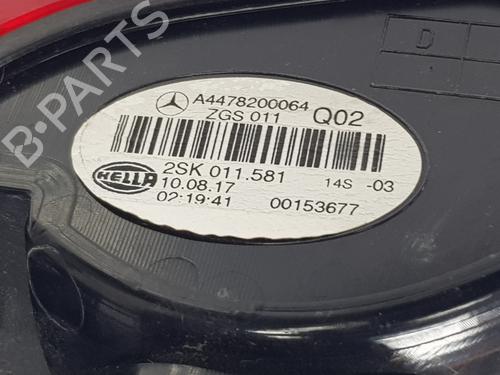 D
A4478200064
ZGS 011
Q02
2SK 011.581
14S -03
HELLA
10.08.17
02:19:41
00153677
B-PARTS